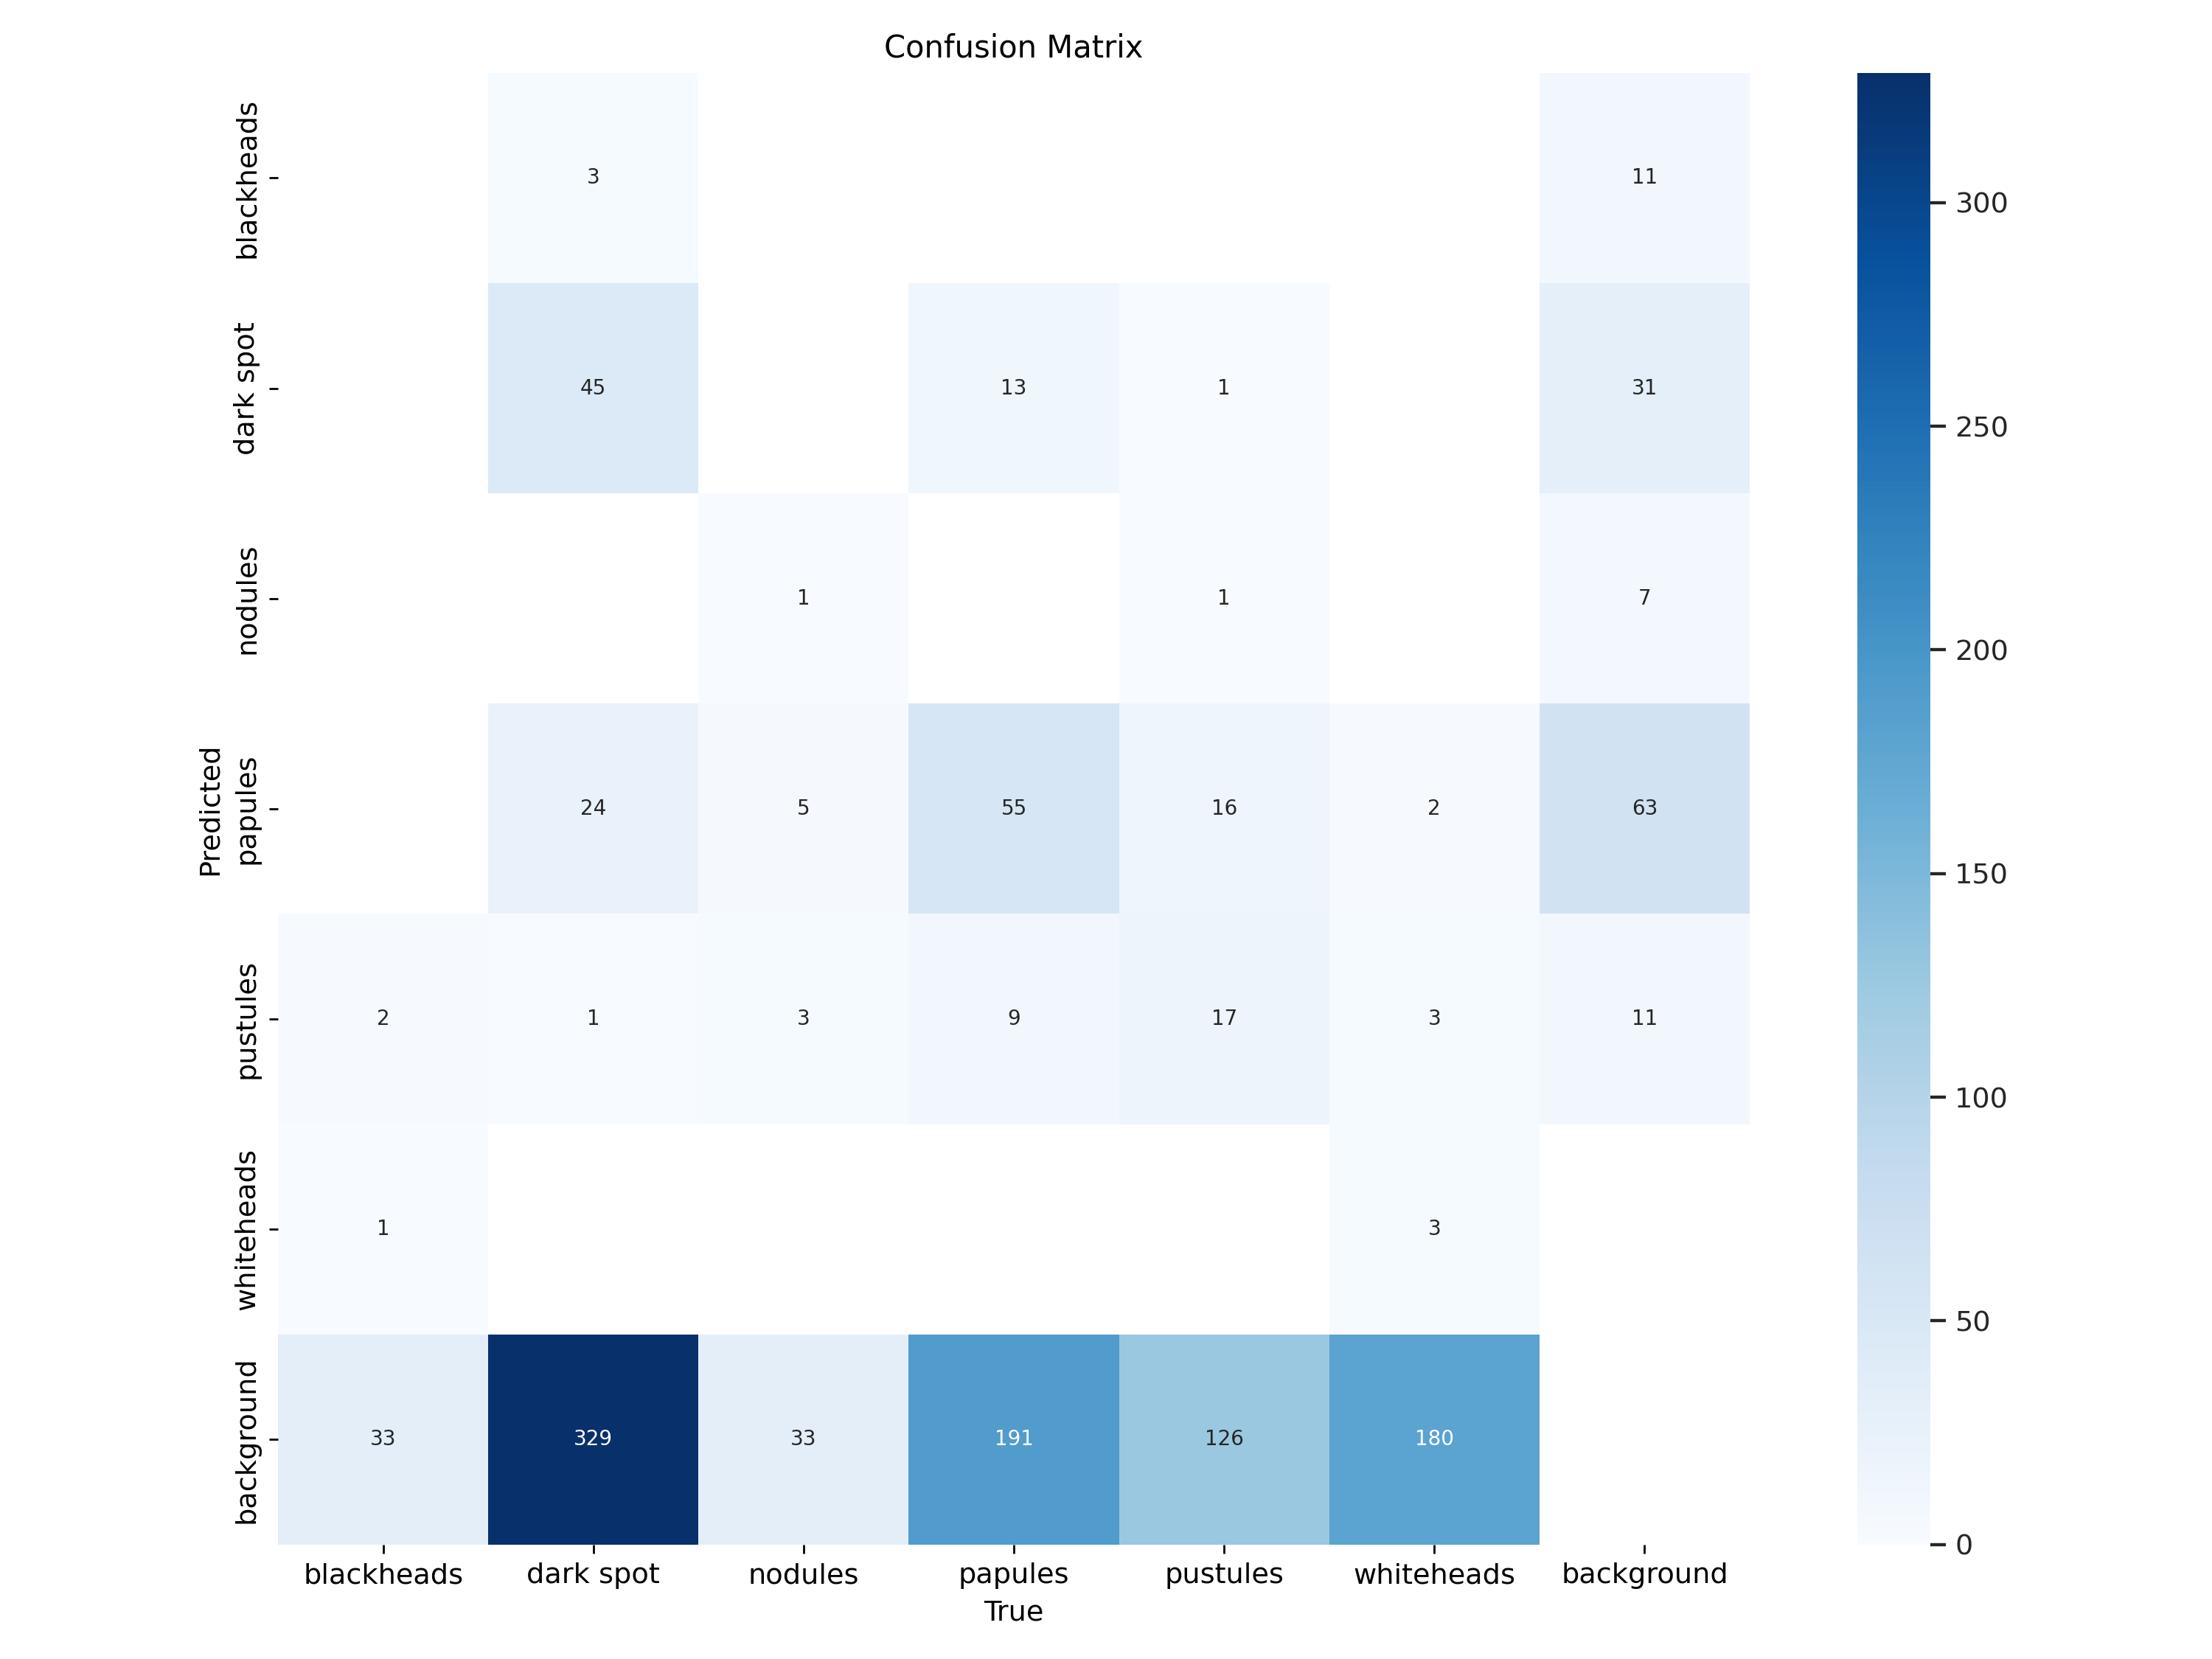 Confusion Matrix
blackheads
3
11
dark spot
45
13
1
31
nodules
1
1
7
Predicted
papules
24
5
55
16
2
63
pustules
2
1
3
9
17
3
11
whiteheads
1
3
background
33
329
33
191
126
180
blackheads
dark spot
nodules
papules
pustules
whiteheads
background
True
300
250
200
150
100
50
0